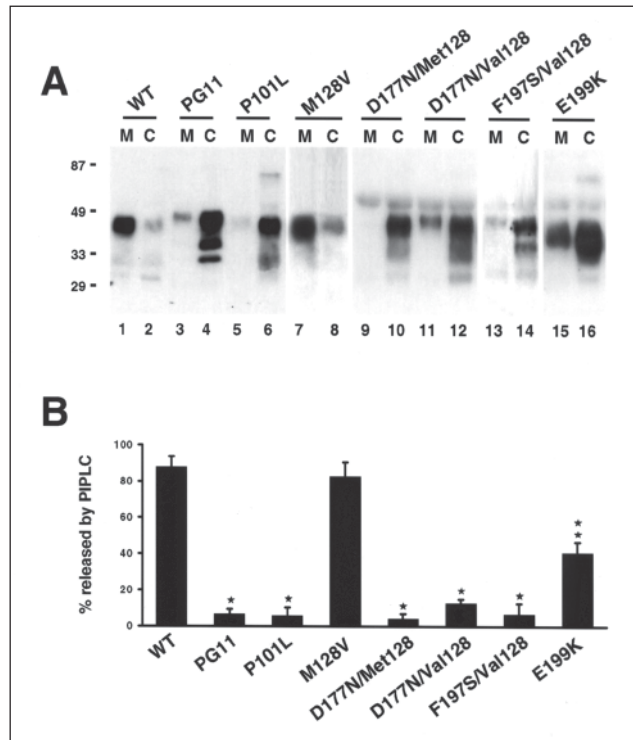 A
WT PG11 P101L M128V D177N/Met128 D177N/Val128 F197S/Val128 E199K
M C M C M C M C M C M C M C M C
87
49
33
29
1 2 3 4 5 6 7 8 9 10 11 12 13 14 15 16
B
% released by PIPLC
100
80
60
40
20
0
★ ★ ★ ★ ★ ★ ★
WT PG11 P101L M128V D177N/Met128 D177N/Val128 F197S/Val128 E199K